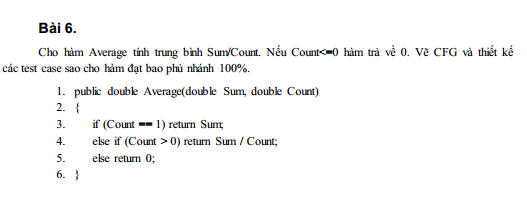 Bài 6.
Cho hàm Average tính trung bình Sum/Count. Nếu Count<=0 hàm trả về 0. Vẽ CFG và thiết kế
các test case sao cho hàm đạt bao phủ nhánh 100%.
1. public double Average(double Sum, double Count)
2. {
3. if (Count == 1) return Sum;
4. else if (Count > 0) return Sum / Count;
5. else return 0;
6. }